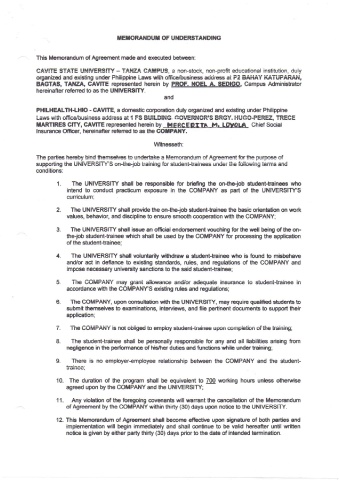 MEMORANDUM OF UNDERSTANDING
This Memorandum of Agreement made and executed between:
CAVITE STATE UNIVERSITY – TANZA CAMPUS, a non-stock, non-profit educational institution, duly
organized and existing under Philippine Laws with office/business address at P2 BAHAY KATUPARAN,
BAGTAS, TANZA, CAVITE represented herein by PROF. NOEL A. SEDIGO, Campus Administrator
hereinafter referred to as the UNIVERSITY.
and
PHILHEALTH-LHIO - CAVITE, a domestic corporation duly organized and existing under Philippine
Laws with office/business address at 1 FS BUILDING GOVERNOR'S BRGY. HUGO-PEREZ, TRECE
MARTIRES CITY, CAVITE represented herein by MERCEDITA M. LOYOLA Chief Social
Insurance Officer, hereinafter referred to as the COMPANY.
Witnesseth:
The parties hereby bind themselves to undertake a Memorandum of Agreement for the purpose of
supporting the UNIVERSITY'S on-the-job training for student-trainees under the following terms and
conditions:
1. The UNIVERSITY shall be responsible for briefing on the-job student-trainees who
intend to conduct practicum exposure in the COMPANY as part of the UNIVERSITY'S
curriculum;
2. The UNIVERSITY shall provide the on-the-job student-trainees the basic orientation on work
values, behavior, and discipline to ensure smooth cooperation with the COMPANY;
3. The UNIVERSITY shall issue an official endorsement vouching for the well being of the on-
the-job student-trainee which shall be used by the COMPANY for processing the application
of the student-trainee;
4. The UNIVERSITY shall voluntarily withdraw a student-trainee who is found to misbehave
and/or act in defiance to existing standards, rules, and regulations of the COMPANY and
impose necessary university sanctions to the said student-trainee;
5. The COMPANY may grant allowance and/or adequate insurance to student-trainee in
accordance with the COMPANY'S existing rules and regulations;
6. The COMPANY, upon consultation with the UNIVERSITY, may require qualified students to
submit themselves to examinations, interviews, and file pertinent documents to support their
application;
7. The COMPANY is not obliged to employ student-trainees upon completion of the training;
8. The student-trainee shall be personally responsible for any and all liabilities arising from
negligence in the performance of his/her duties and functions while under training.
9. There is no employer-employee relationship between the COMPANY and the student-
trainee;
10. The duration of the program shall be equivalent to 700 working hours unless otherwise
agreed upon by the COMPANY and the UNIVERSITY;
11. Any violation of the foregoing covenants will warrant the cancellation of the Memorandum
of Agreement by the COMPANY within thirty (30) days upon notice to the UNIVERSITY.
12. This Memorandum of Agreement shall become effective upon signature of both parties and
implementation will begin immediately and shall continue to be valid hereafter until written
notice is given by either party thirty (30) days prior to the date of intended termination.